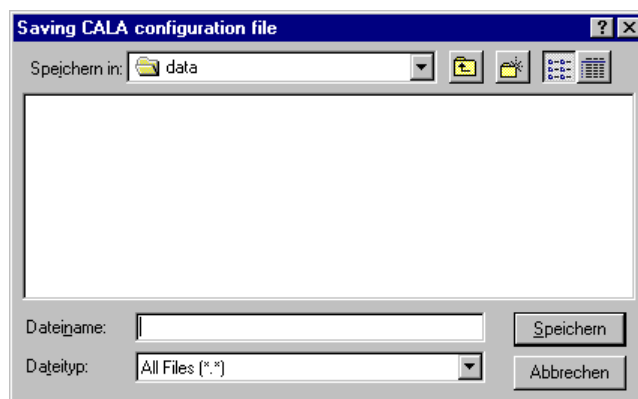 Saving CALA configuration file
Speichern in: data
Dateiname: Speichern
Dateityp: All Files (*.*) Abbrechen